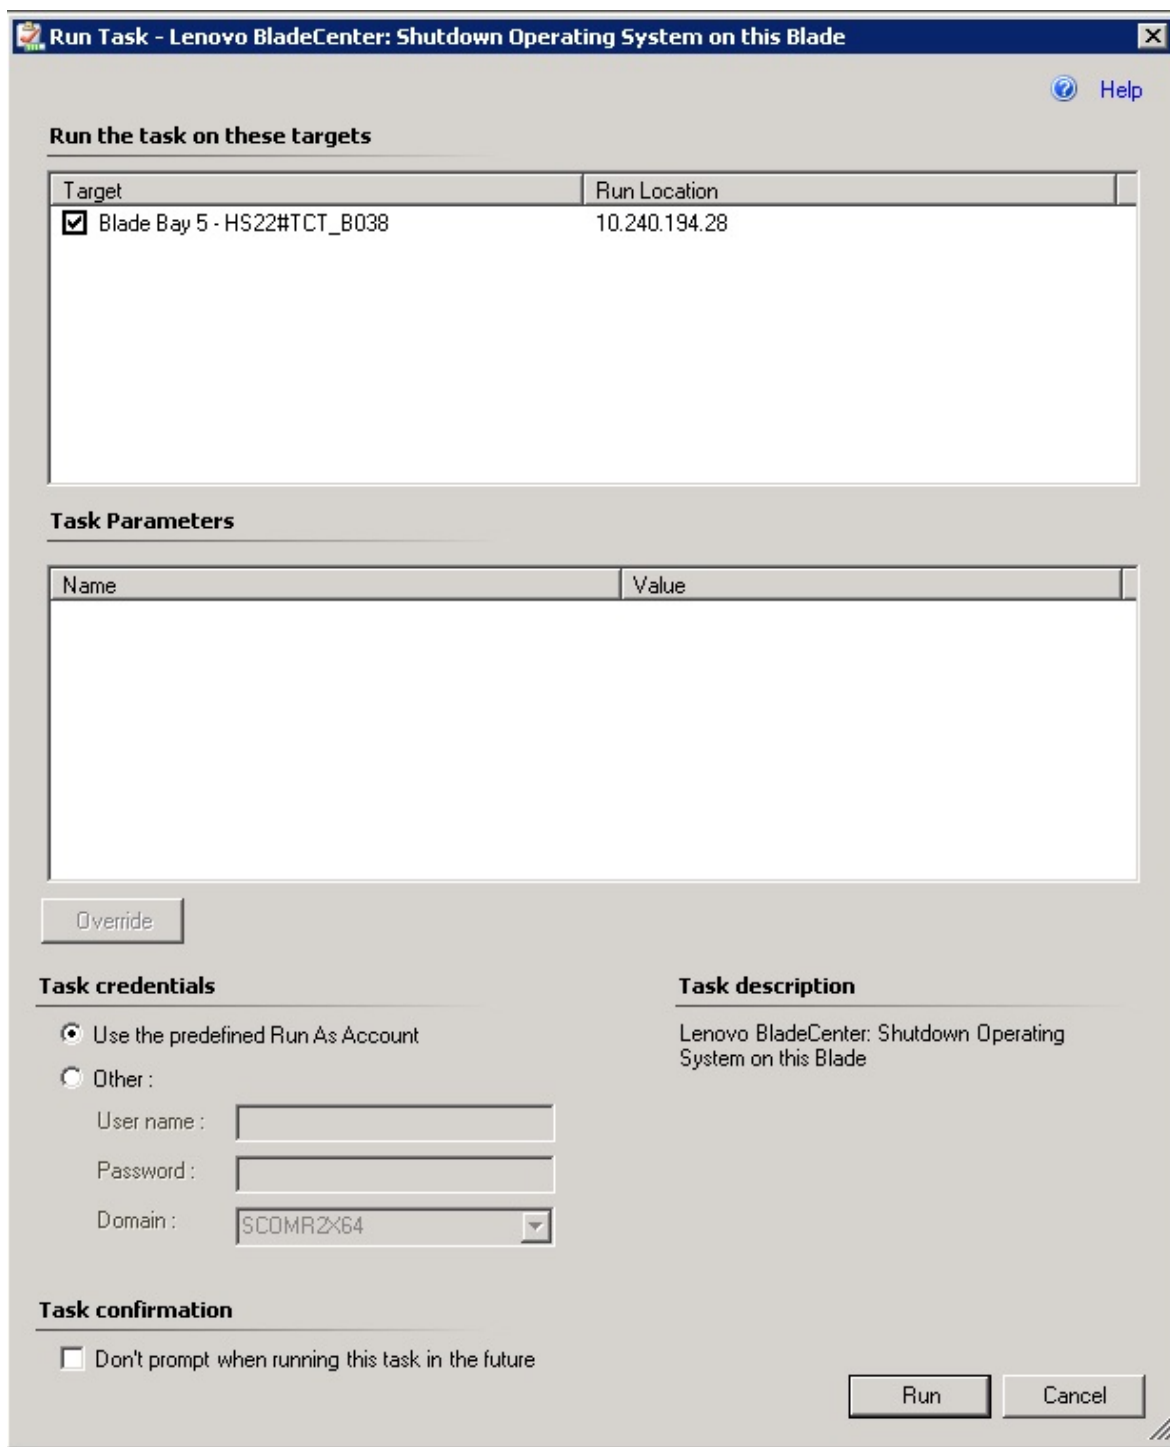 Run Task - Lenovo BladeCenter: Shutdown Operating System on this Blade
Help
Run the task on these targets
Target Run Location
Blade Bay 5 - HS22#TCT_B038 10.240.194.28
Task Parameters
Name Value
Override
Task credentials
Use the predefined Run As Account
Other :
User name :
Password :
Domain : SCOMR2X64
Task description
Lenovo BladeCenter: Shutdown Operating
System on this Blade
Task confirmation
Don't prompt when running this task in the future
Run Cancel